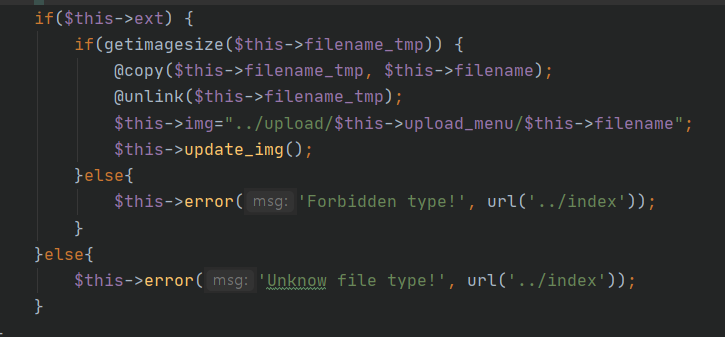 if($this->ext) {
if(getimagesize($this->filename_tmp)) {
@copy($this->filename_tmp, $this->filename);
@unlink($this->filename_tmp);
$this->img="../upload/$this->upload_menu/$this->filename";
$this->update_img();
}else{
$this->error( msg: 'Forbidden type!', url('../index'));
}
}else{
$this->error( msg: 'Unknow file type!', url('../index'));
}